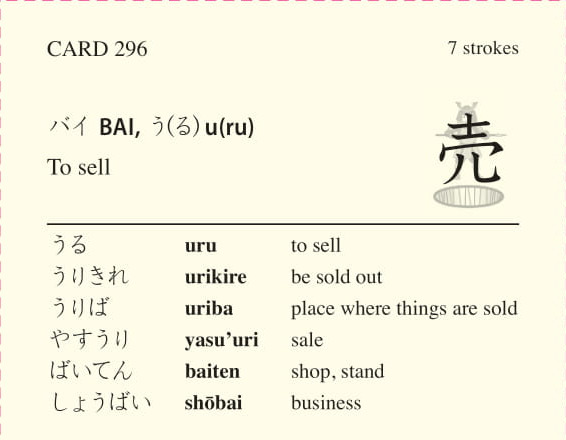 CARD 296 7 strokes
バイ BAI, う(る) u(ru)
To sell
売
うる uru to sell
うりきれ urikire be sold out
うりば uriba place where things are sold
やすうり yasu’uri sale
ばいてん baiten shop, stand
しょうばい shōbai business